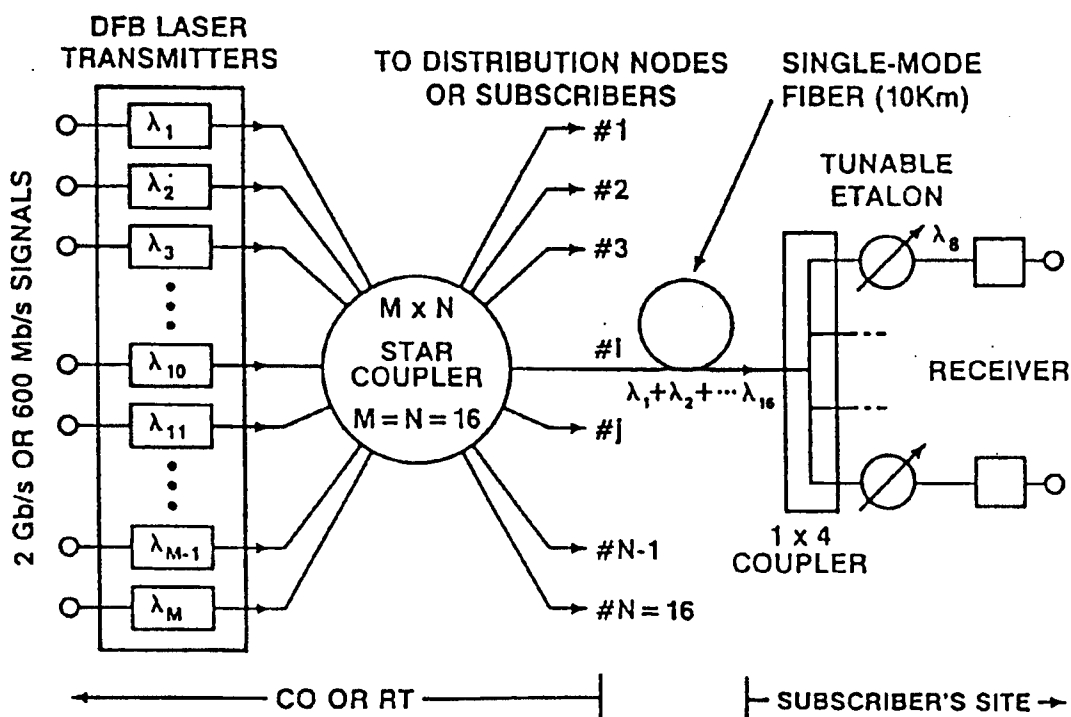 DFB LASER
TRANSMITTERS
TO DISTRIBUTION NODES
OR SUBSCRIBERS
SINGLE-MODE
FIBER (10Km)
2 Gb/s OR 600 Mb/s SIGNALS
λ1
λ2
λ3
λ10
λ11
λM-1
λM
M x N
STAR
COUPLER
M = N = 16
#1
#2
#3
#i
#j
#N-1
#N = 16
λ1+λ2+···λ16
TUNABLE
ETALON
λ8
RECEIVER
1 x 4
COUPLER
CO OR RT
SUBSCRIBER'S SITE